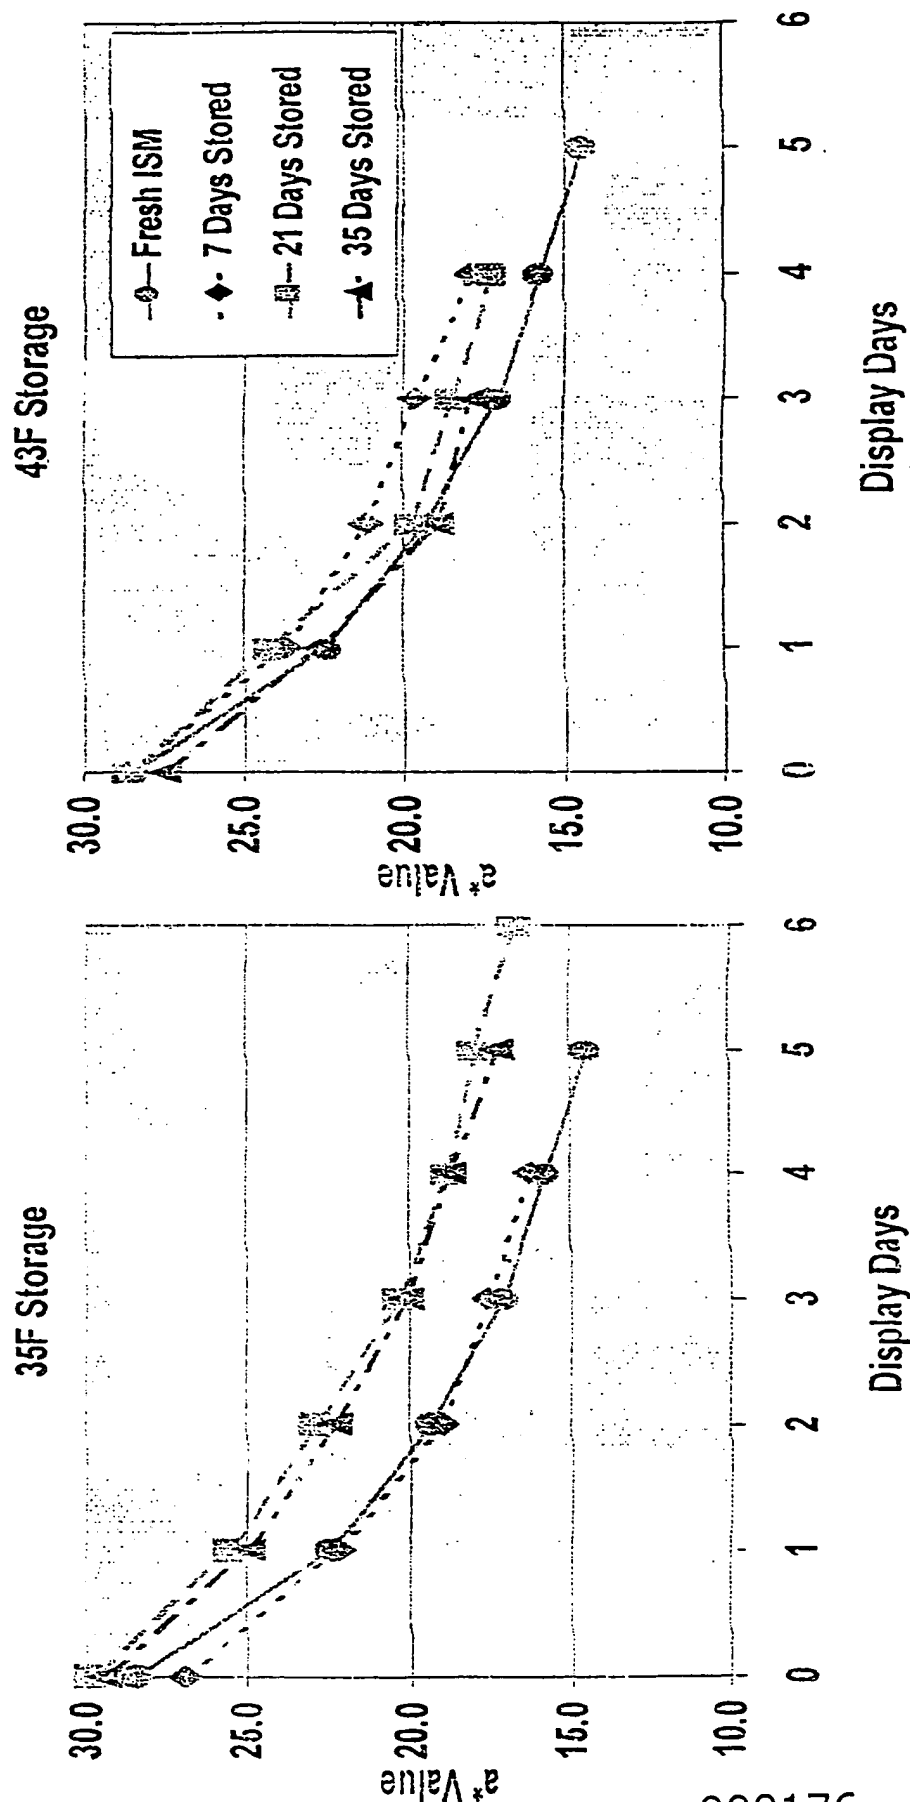 35F Storage
a* Value
30.0
25.0
20.0
15.0
10.0
0
1
2
3
4
5
6
Display Days
43F Storage
Fresh ISM
7 Days Stored
21 Days Stored
35 Days Stored
a* Value
30.0
25.0
20.0
15.0
10.0
0
1
2
3
4
5
6
Display Days